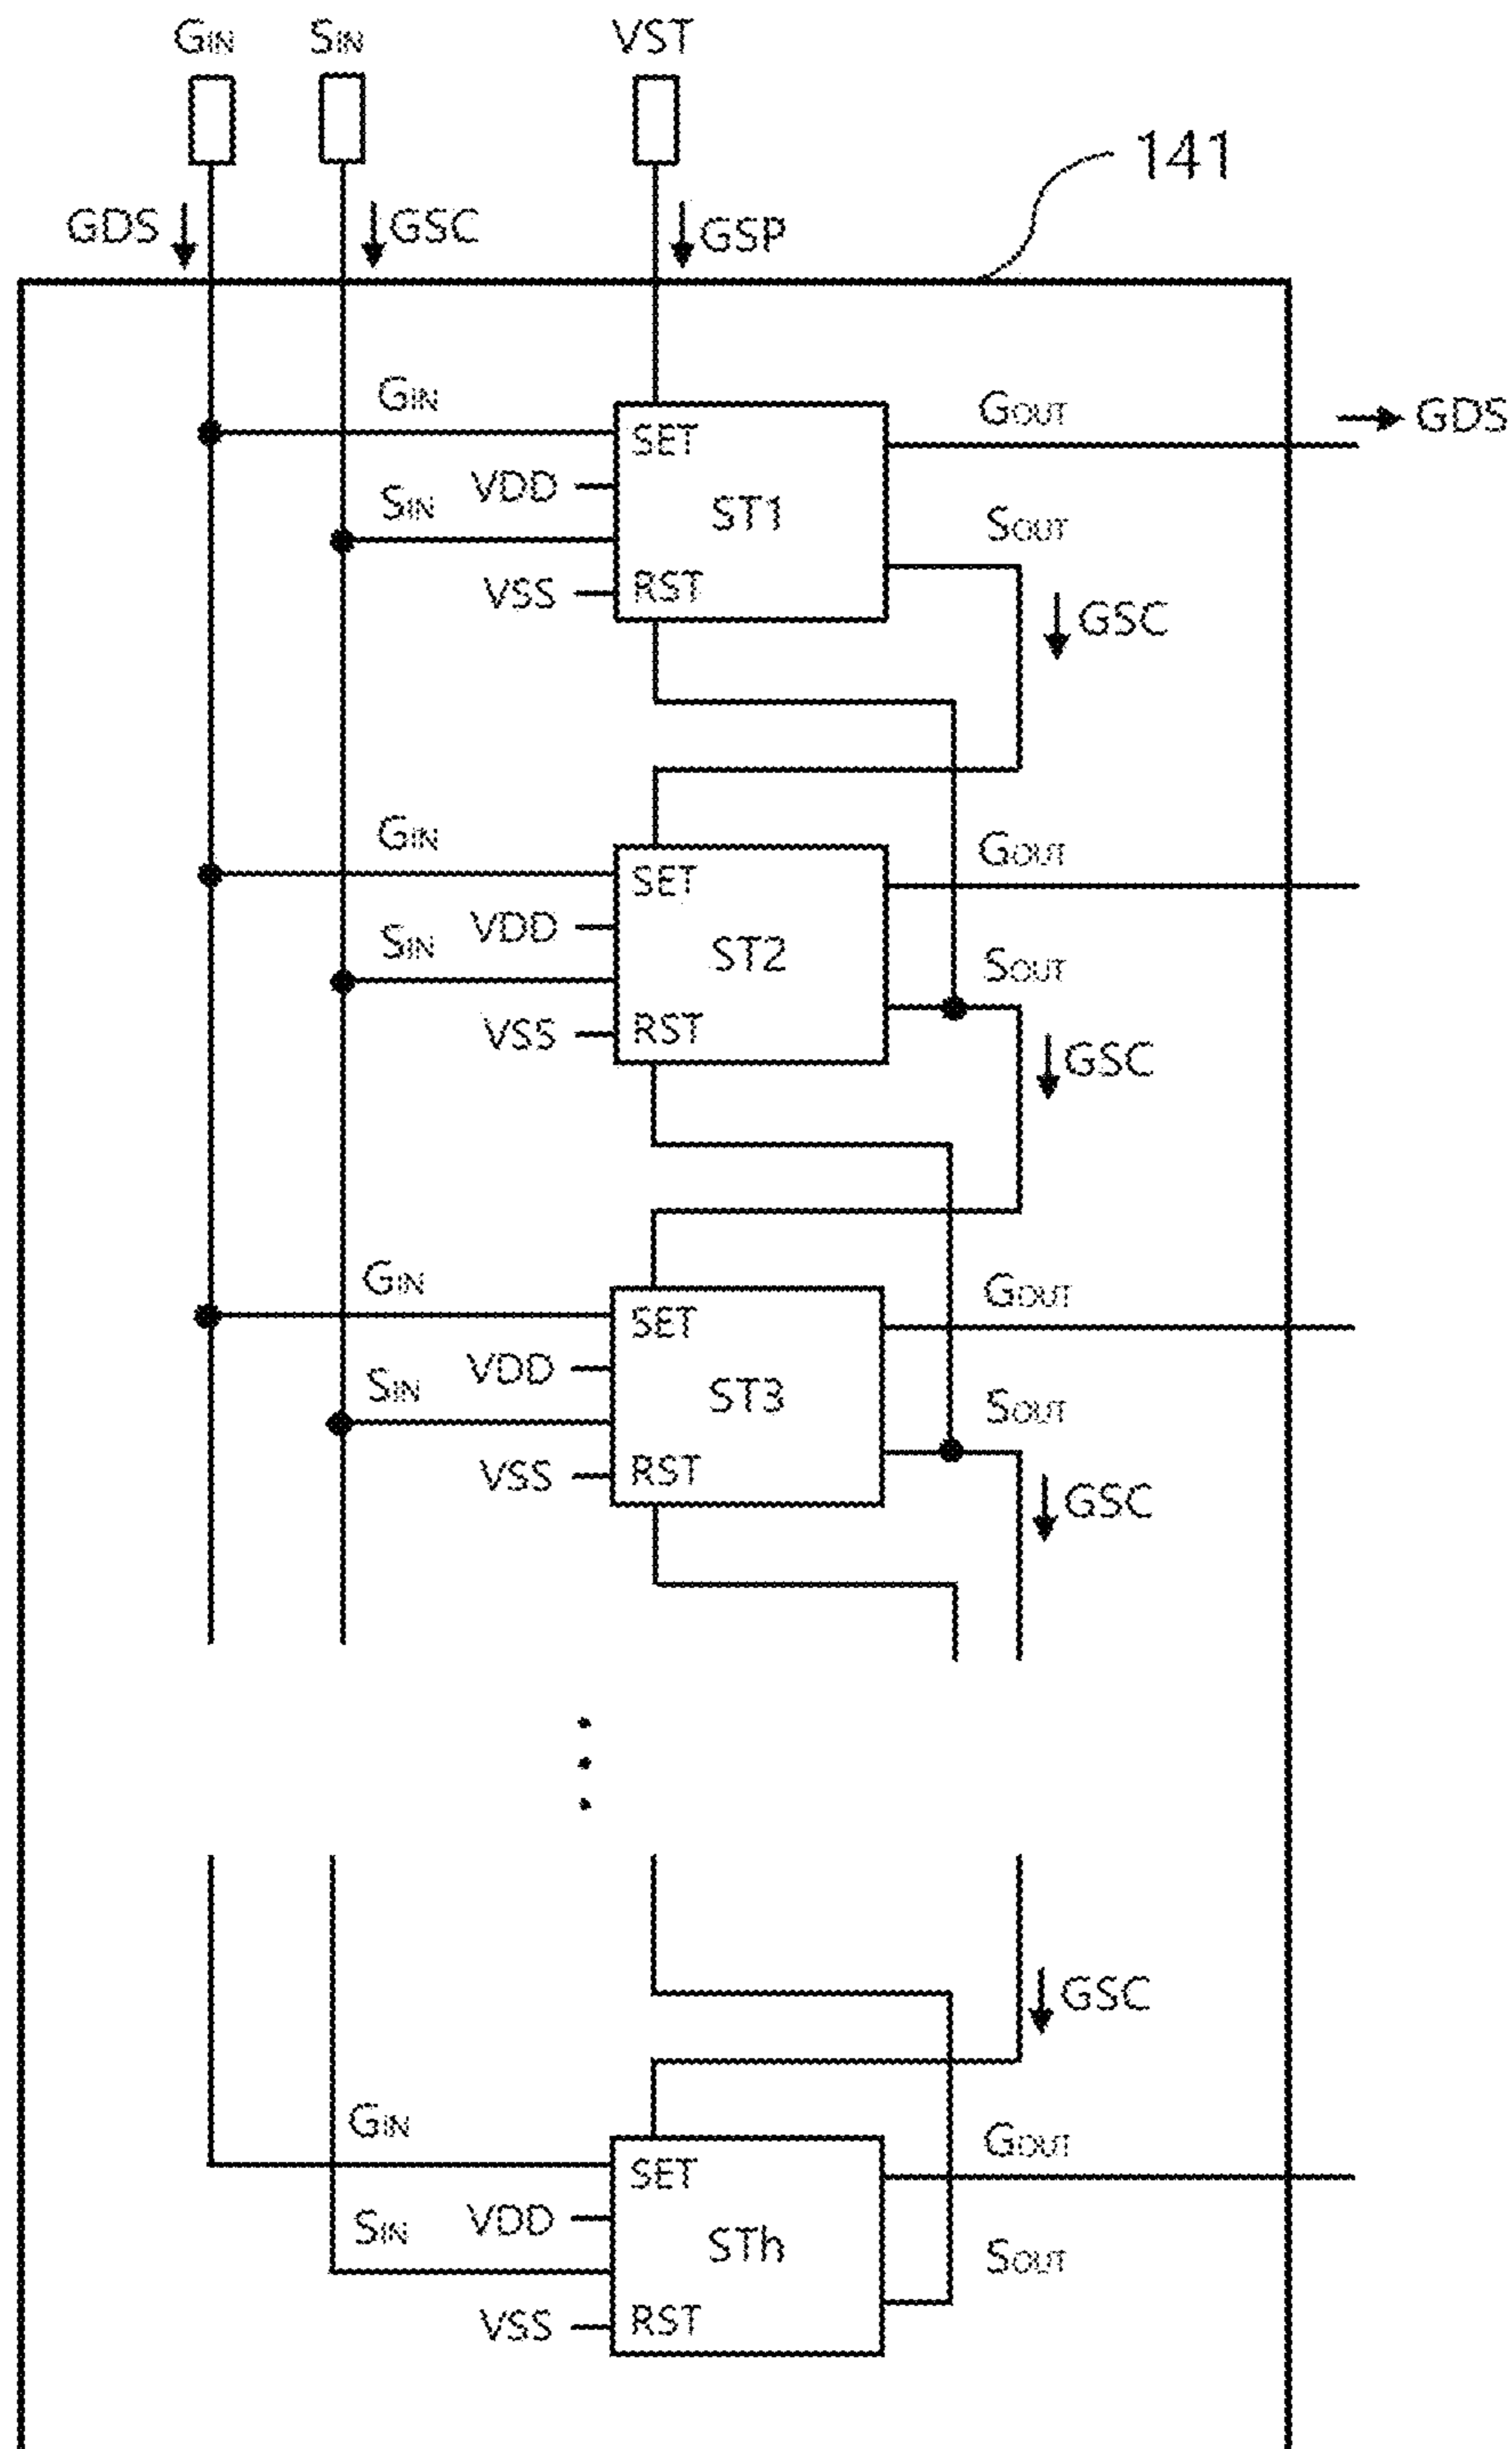 GIN SIN VST
141
GDS GSC GSP
GIN GOUT GDS
SET
VDD
SIN ST1 SOUT
VSS RST GSC
GIN GOUT
SET
VDD
SIN ST2 SOUT
VSS RST GSC
GIN GOUT
SET
VDD
SIN ST3 SOUT
VSS RST GSC
GSC
GIN GOUT
SET
VDD
SIN STh SOUT
VSS RST